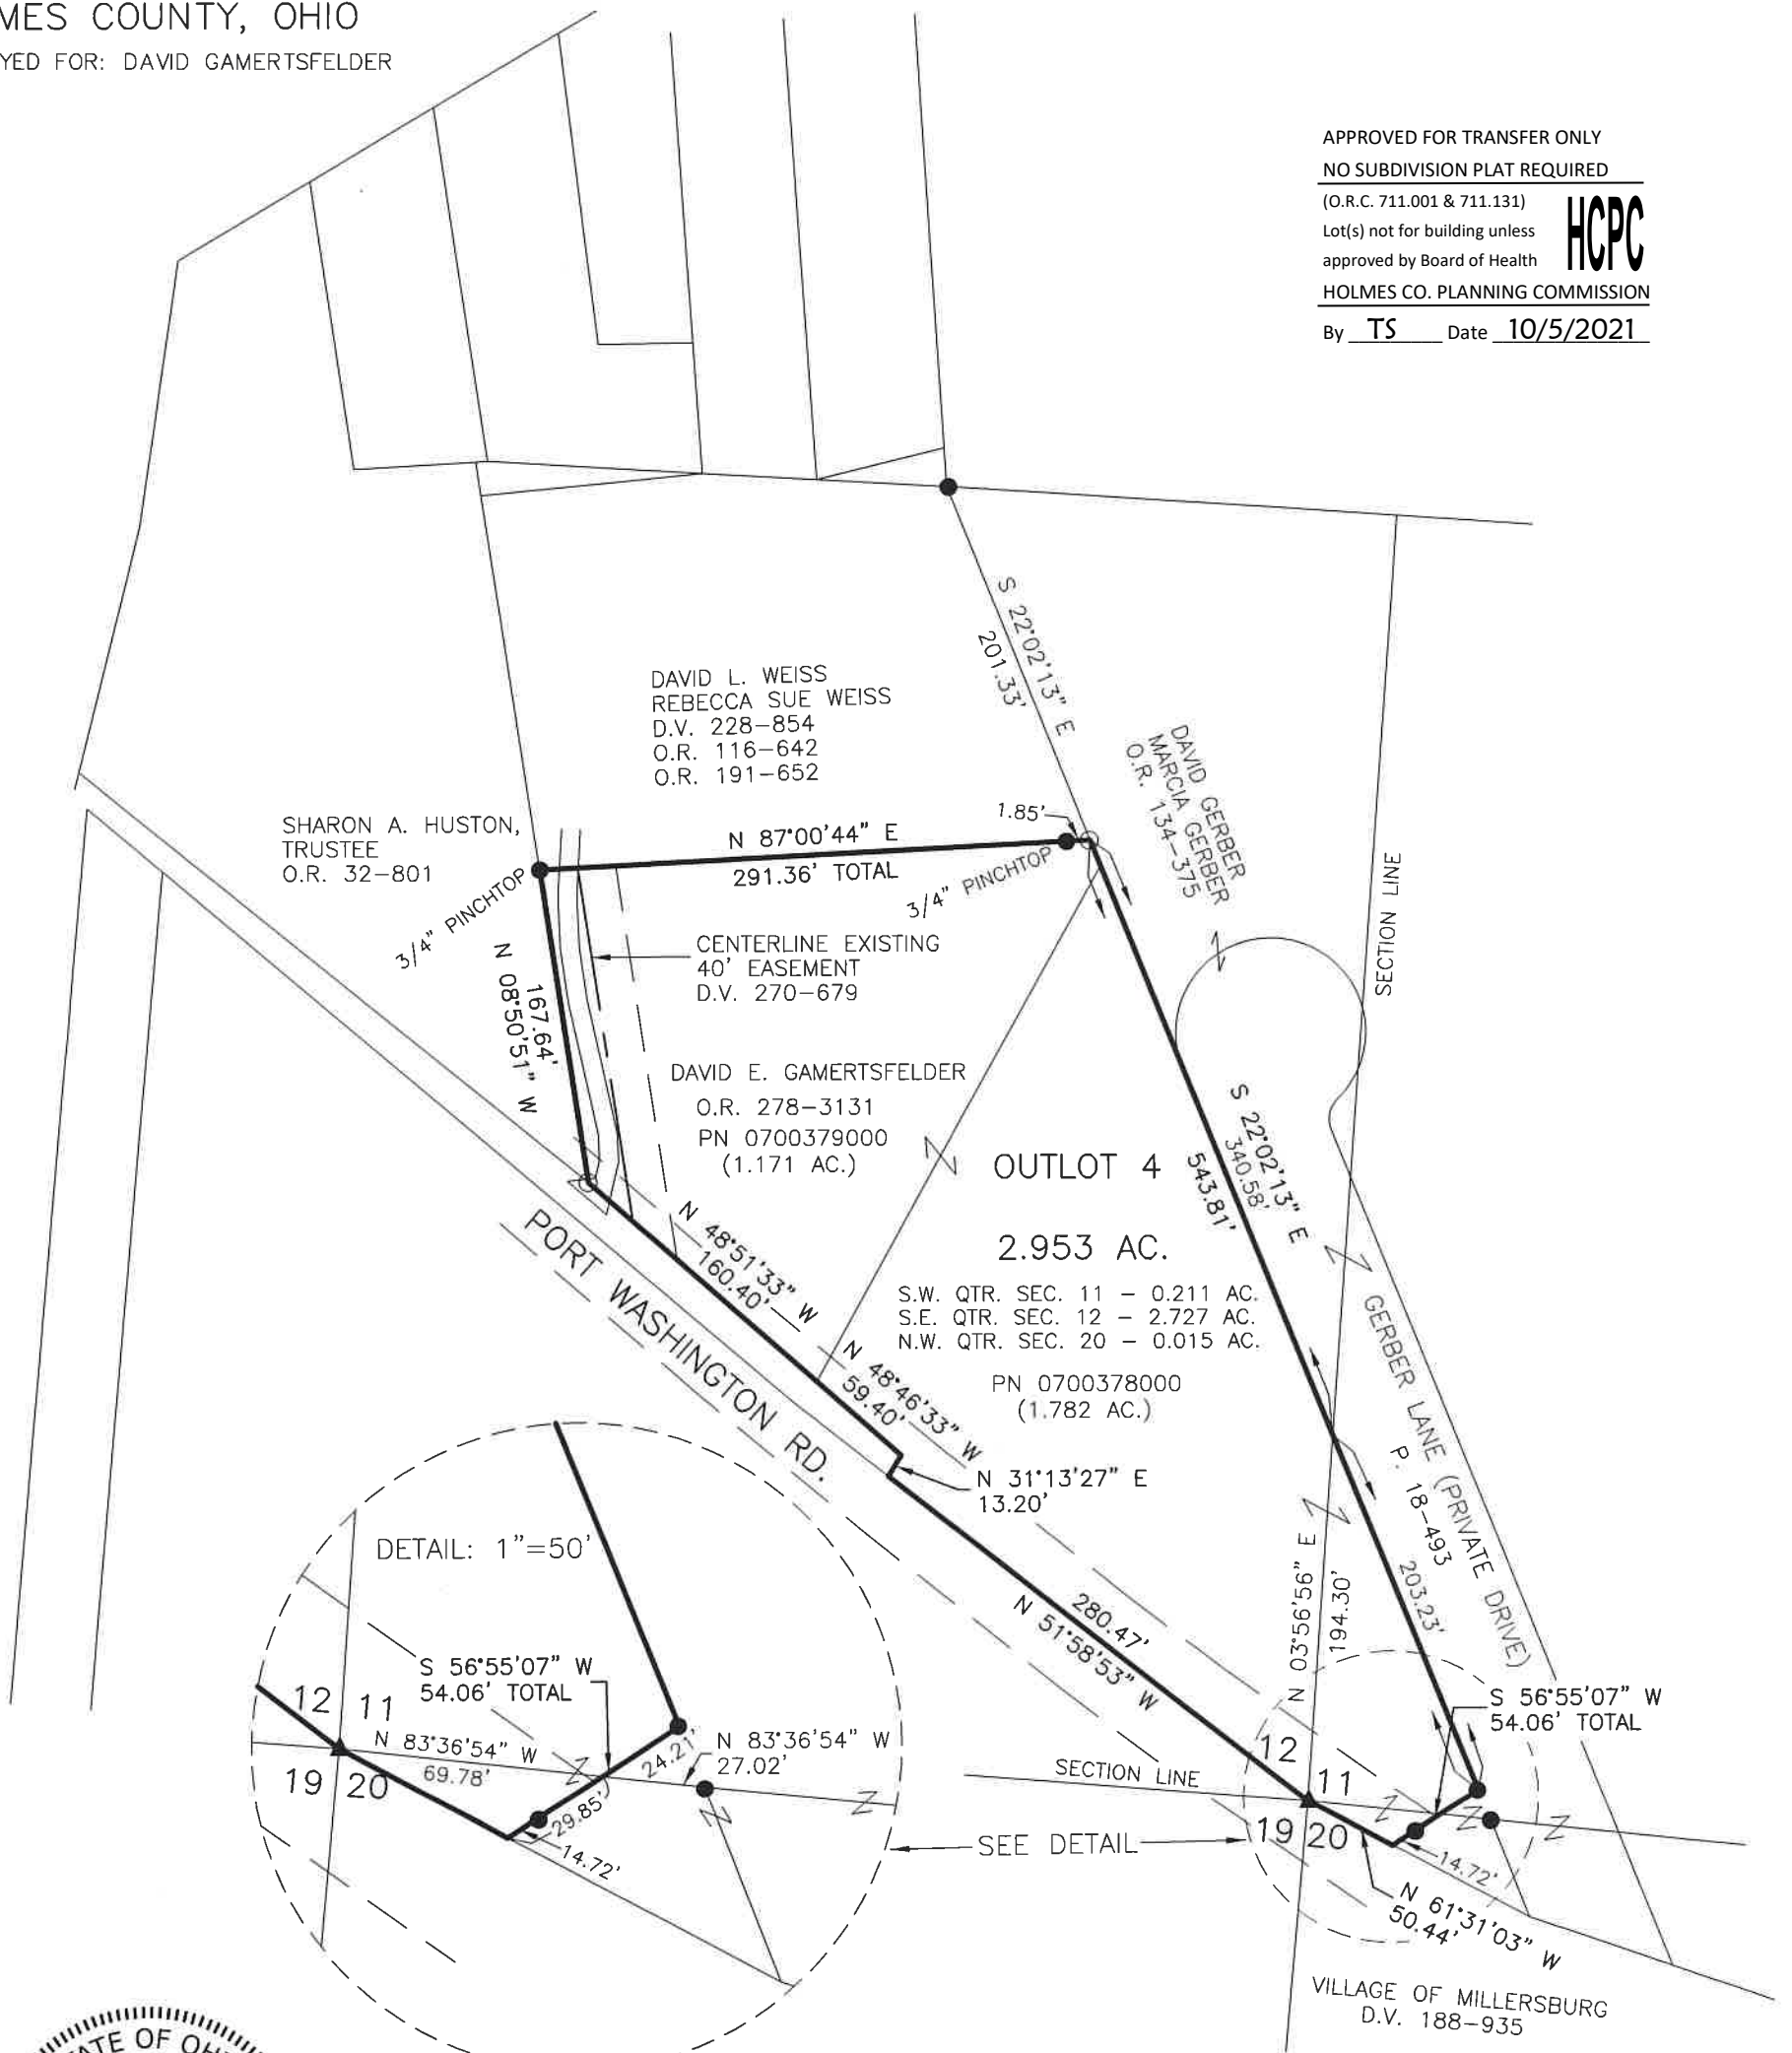 MES COUNTY, OHIO
YED FOR: DAVID GAMERTSFELDER
APPROVED FOR TRANSFER ONLY
NO SUBDIVISION PLAT REQUIRED
(O.R.C. 711.001 & 711.131)
Lot(s) not for building unless
approved by Board of Health
HCPC
HOLMES CO. PLANNING COMMISSION
By TS Date 10/5/2021
S 22°02'13" E
201.33'
DAVID L. WEISS
REBECCA SUE WEISS
D.V. 228-854
O.R. 116-642
O.R. 191-652
DAVID GERBER
MARCIA GERBER
O.R. 134-375
SHARON A. HUSTON,
TRUSTEE
O.R. 32-801
1.85'
N 87°00'44" E
291.36' TOTAL
3/4" PINCHTOP
3/4" PINCHTOP
SECTION LINE
CENTERLINE EXISTING
40' EASEMENT
D.V. 270-679
167.64'
N 08°50'51" W
DAVID E. GAMERTSFELDER
O.R. 278-3131
PN 0700379000
(1.171 AC.)
OUTLOT 4
2.953 AC.
S.W. QTR. SEC. 11 - 0.211 AC.
S.E. QTR. SEC. 12 - 2.727 AC.
N.W. QTR. SEC. 20 - 0.015 AC.
PN 0700378000
(1.782 AC.)
S 22°02'13" E
340.58'
543.81'
N 48°51'33" W
160.40'
PORT WASHINGTON RD.
N 48°46'33" W
59.40'
N 31°13'27" E
13.20'
GERBER LANE (PRIVATE DRIVE)
P. 18-493
203.23'
N 03°56'56" E
194.30'
280.47'
N 51°58'53" W
DETAIL: 1"=50'
S 56°55'07" W
54.06' TOTAL
12
11
N 83°36'54" W
69.78'
19
20
24.21'
N 83°36'54" W
27.02'
29.85'
14.72'
SEE DETAIL
SECTION LINE
12
11
19
20
S 56°55'07" W
54.06' TOTAL
14.72'
N 61°31'03" W
50.44'
VILLAGE OF MILLERSBURG
D.V. 188-935
ATE OF OH